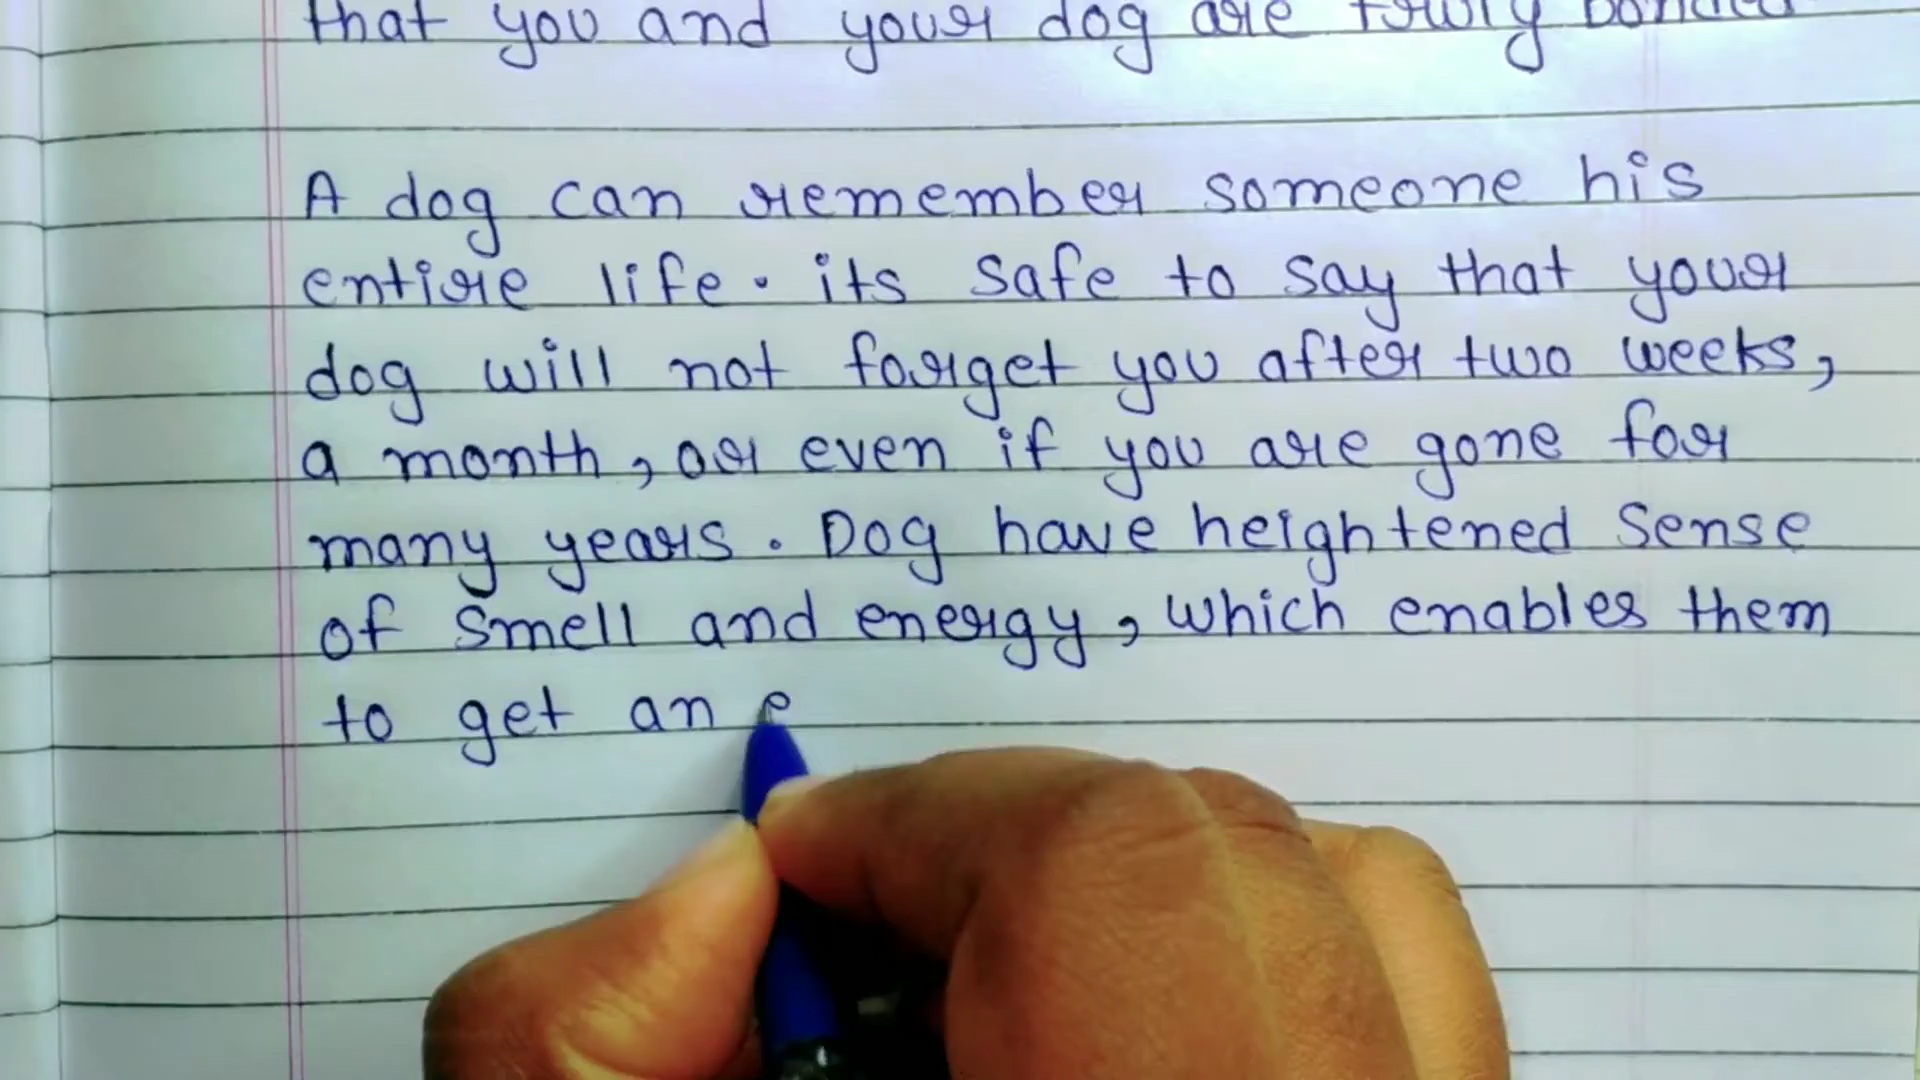 that you and your dog are truly bonded
A dog can remember someone his
entire life. its safe to say that your
dog will not forget you after two weeks,
a month, or even if you are gone for
many years. Dog have heightened sense
of smell and energy, which enables them
to get an e